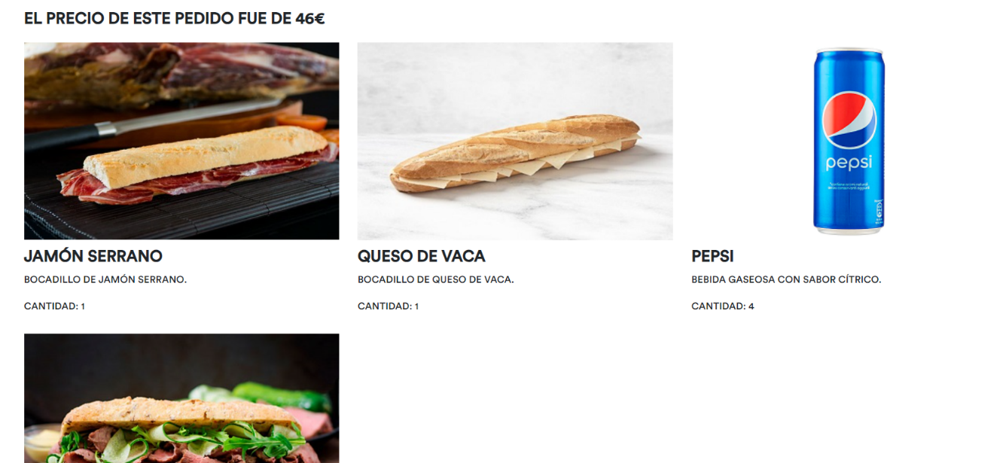 EL PRECIO DE ESTE PEDIDO FUE DE 46€
pepsi
JAMÓN SERRANO
QUESO DE VACA
PEPSI
BOCADILLO DE JAMÓN SERRANO.
BOCADILLO DE QUESO DE VACA.
BEBIDA GASEOSA CON SABOR CÍTRICO.
CANTIDAD: 1
CANTIDAD: 1
CANTIDAD: 4